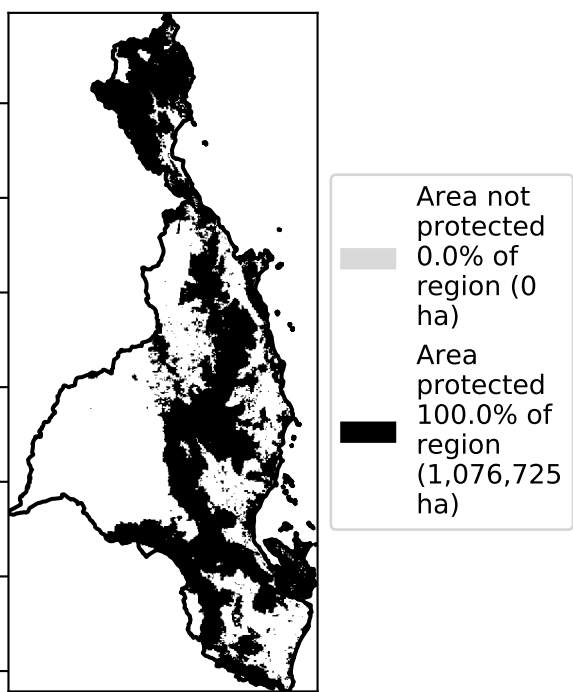 Area not
protected
0.0% of
region (0
ha)
Area
protected
100.0% of
region
(1,076,725
ha)